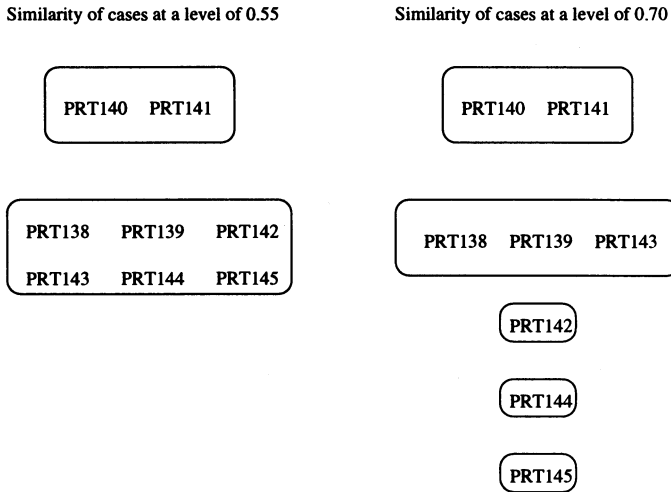 Similarity of cases at a level of 0.55
PRT140 PRT141
PRT138 PRT139 PRT142
PRT143 PRT144 PRT145
Similarity of cases at a level of 0.70
PRT140 PRT141
PRT138 PRT139 PRT143
PRT142
PRT144
PRT145